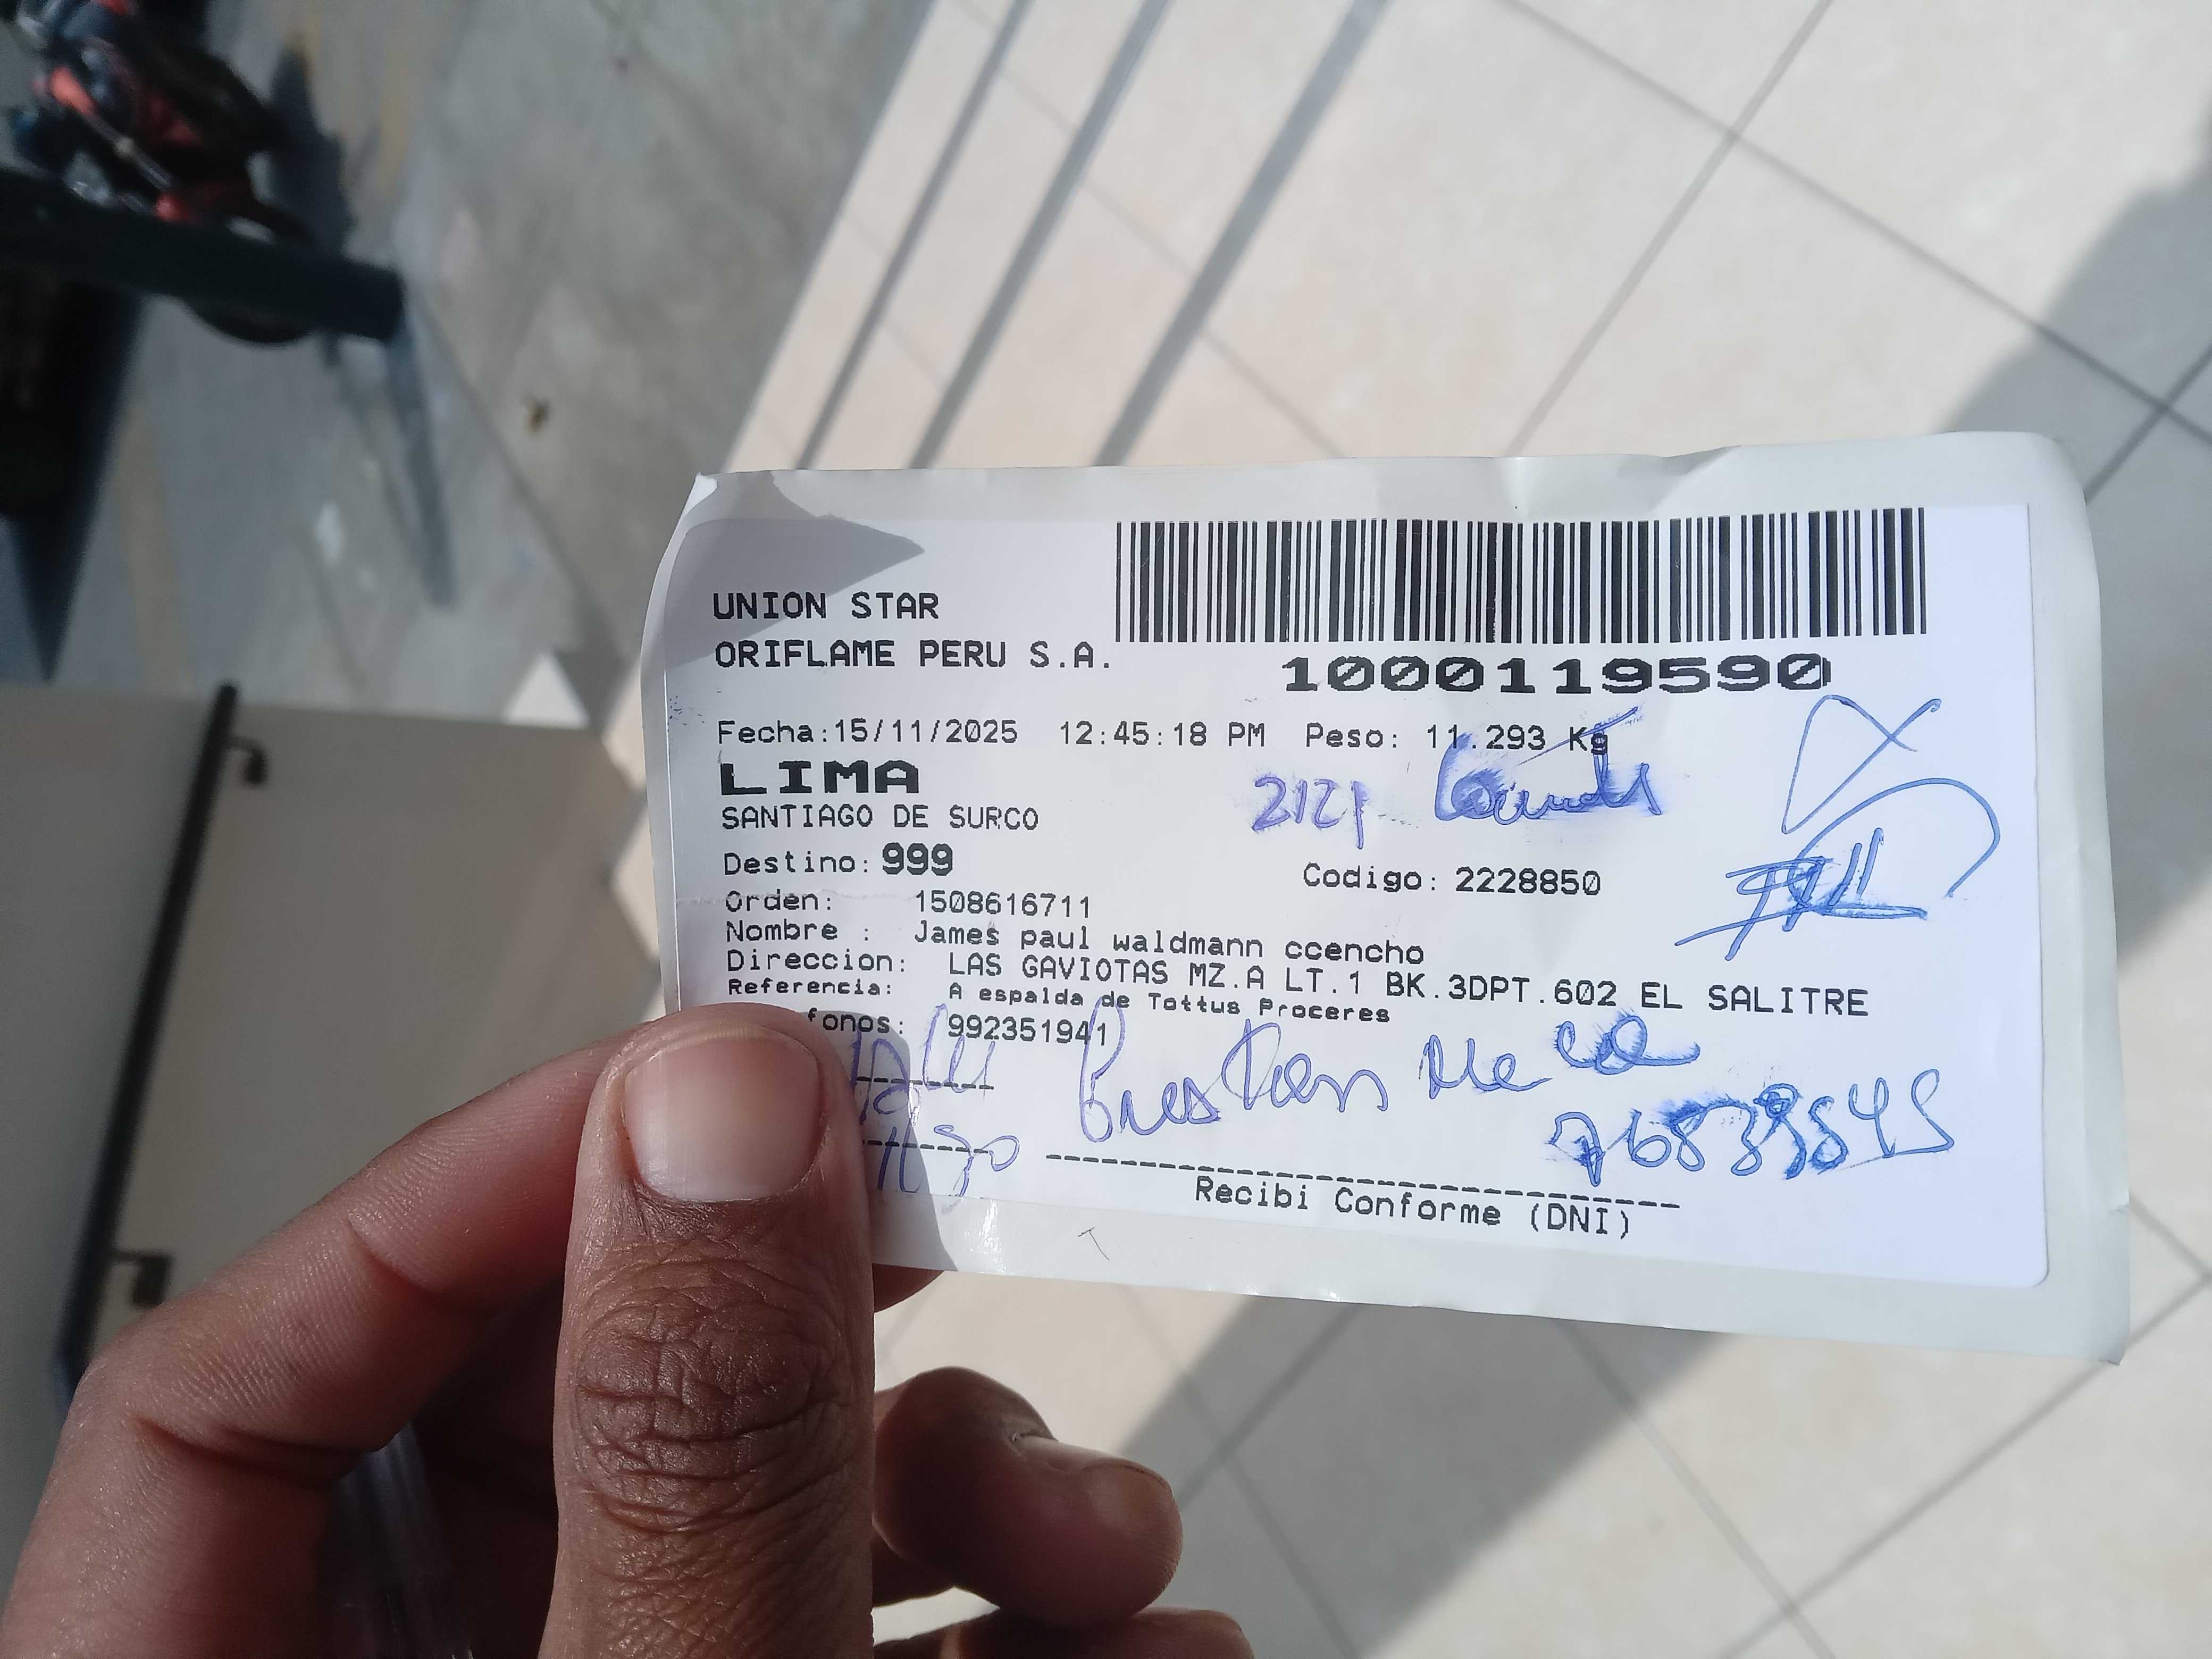 UNION STAR
ORIFLAME PERU S.A.
1000119590
Fecha:15/11/2025 12:45:18 PM Peso: 11.293 Kg
LIMA
SANTIAGO DE SURCO
Destino: 999
Codigo: 2228850
Orden: 1508616711
Nombre : James paul waldmann ccencho
Direccion: LAS GAVIOTAS MZ.A LT.1 BK.3DPT.602 EL SALITRE
Referencia: A espalda de Tottus Proceres
fonos: 992351941
Recibi Conforme (DNI)